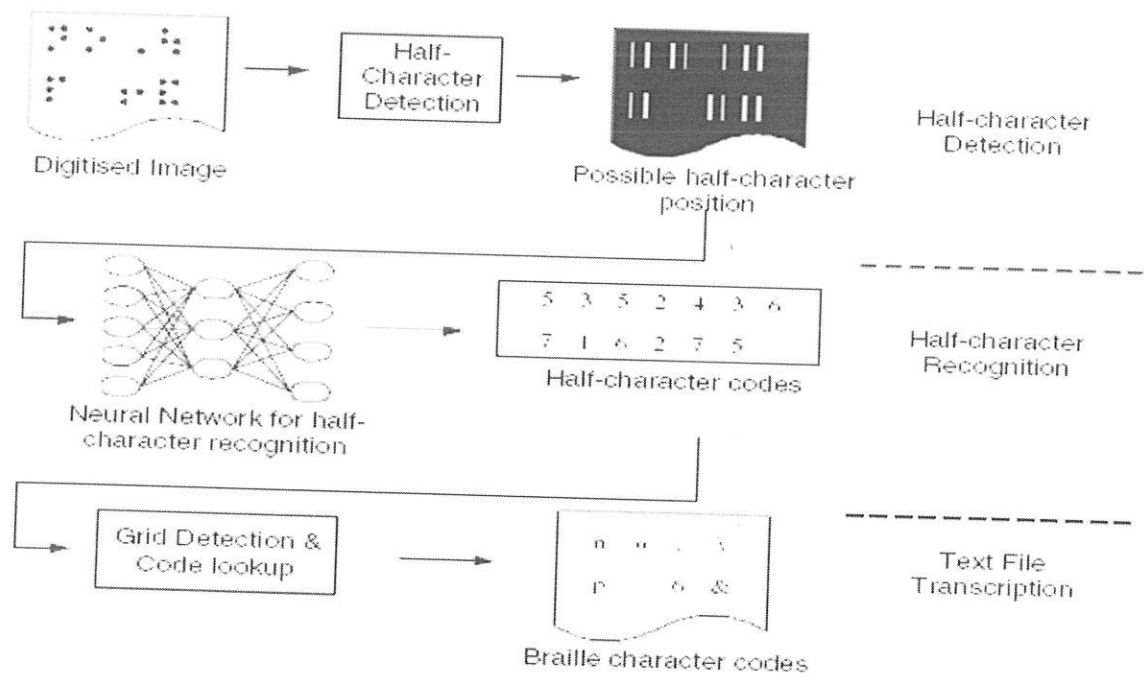 Half-
Character
Detection
Digitised Image
Possible half-character
position
Half-character
Detection
5 3 5 2 4 3 6
7 1 6 2 7 5
Half-character codes
Neural Network for half-
character recognition
Half-character
Recognition
Grid Detection &
Code lookup
n
p 6 &
Braille character codes
Text File
Transcription